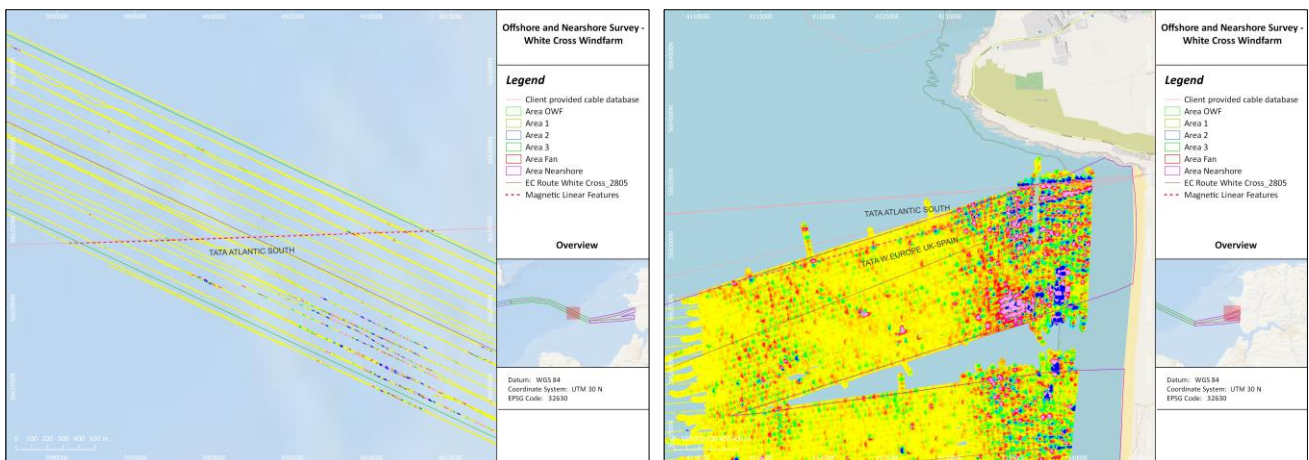 Offshore and Nearshore Survey -
White Cross Windfarm
Legend
Client provided cable database
Area OWF
Area 1
Area 2
Area 3
Area Fan
Area Nearshore
EC Route White Cross_2805
Magnetic Linear Features
TATA ATLANTIC SOUTH
Overview
Datum: WGS 84
Coordinate System: UTM 30 N
EPSG Code: 32630
0 100 200 300 400 500 m
Offshore and Nearshore Survey -
White Cross Windfarm
Legend
Client provided cable database
Area OWF
Area 1
Area 2
Area 3
Area Fan
Area Nearshore
EC Route White Cross_2805
Magnetic Linear Features
TATA ATLANTIC SOUTH
TATA W.EUROPE UK-SPAIN
Overview
Datum: WGS 84
Coordinate System: UTM 30 N
EPSG Code: 32630